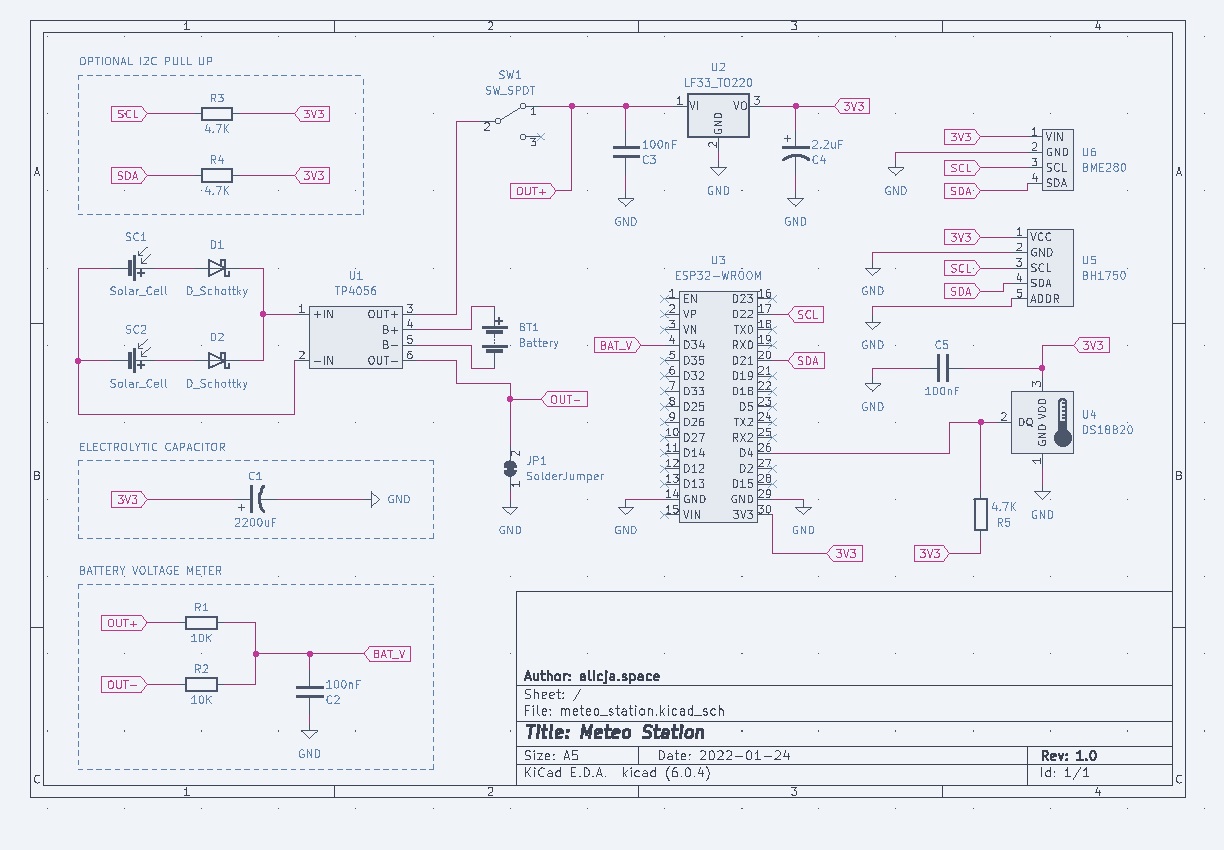 1 2 3 4
A
B
C
OPTIONAL I2C PULL UP
SCL R3 4.7K 3V3
SDA R4 4.7K 3V3
SC1
Solar_Cell
D1
D_Schottky
SC2
Solar_Cell
D2
D_Schottky
U1
TP4056
1 +IN OUT+ 3
B+ 4
B- 5
2 -IN OUT- 6
BT1
Battery
SW1
SW_SPDT
1
2
3
OUT+
100nF
C3
GND
U2
LF33_TO220
1 VI VO 3
GND
2
GND
3V3
2.2uF
C4
GND
OUT-
JP1
SolderJumper
2
1
GND
U3
ESP32-WROOM
1 EN D23 16
2 VP D22 17 SCL
3 VN TX0 18
BAT_V 4 D34 RX0 19
5 D35 D21 20 SDA
6 D32 D19 21
7 D33 D18 22
8 D25 D5 23
9 D26 TX2 24
10 D27 RX2 25
11 D14 D4 26
12 D12 D2 27
13 D13 D15 28
14 GND GND 29
15 VIN 3V3 30
GND
GND
3V3
3V3 1 VIN
2 GND
SCL 3 SCL
SDA 4 SDA
GND
U6
BME280
3V3 1 VCC
2 GND
SCL 3 SCL
SDA 4 SDA
5 ADDR
GND
GND
U5
BH1750
C5
100nF
GND
3V3
3
VDD
2 DQ
GND
1
U4
DS18B20
GND
4.7K
R5
3V3
ELECTROLYTIC CAPACITOR
3V3
C1
2200uF
GND
BATTERY VOLTAGE METER
OUT+ R1 10K
OUT- R2 10K
BAT_V
100nF
C2
GND
Author: alicja.space
Sheet: /
File: meteo_station.kicad_sch
Title: Meteo Station
Size: A5 Date: 2022-01-24 Rev: 1.0
KiCad E.D.A. kicad (6.0.4) Id: 1/1
A
B
C
1 2 3 4